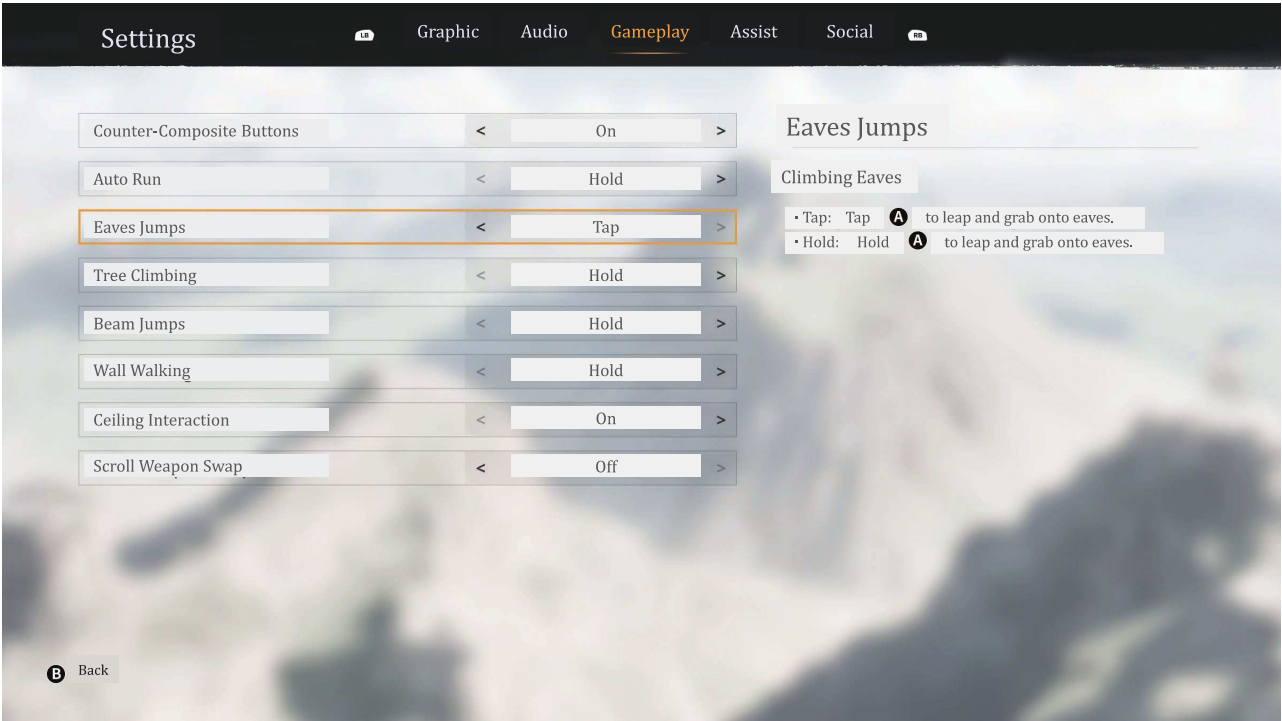 Settings
LB
Graphic
Audio
Gameplay
Assist
Social
RB
Counter-Composite Buttons
<
On
>
Auto Run
<
Hold
>
Eaves Jumps
<
Tap
>
Tree Climbing
<
Hold
>
Beam Jumps
<
Hold
>
Wall Walking
<
Hold
>
Ceiling Interaction
<
On
>
Scroll Weapon Swap
<
Off
>
Eaves Jumps
Climbing Eaves
· Tap: Tap A to leap and grab onto eaves.
· Hold: Hold A to leap and grab onto eaves.
B Back